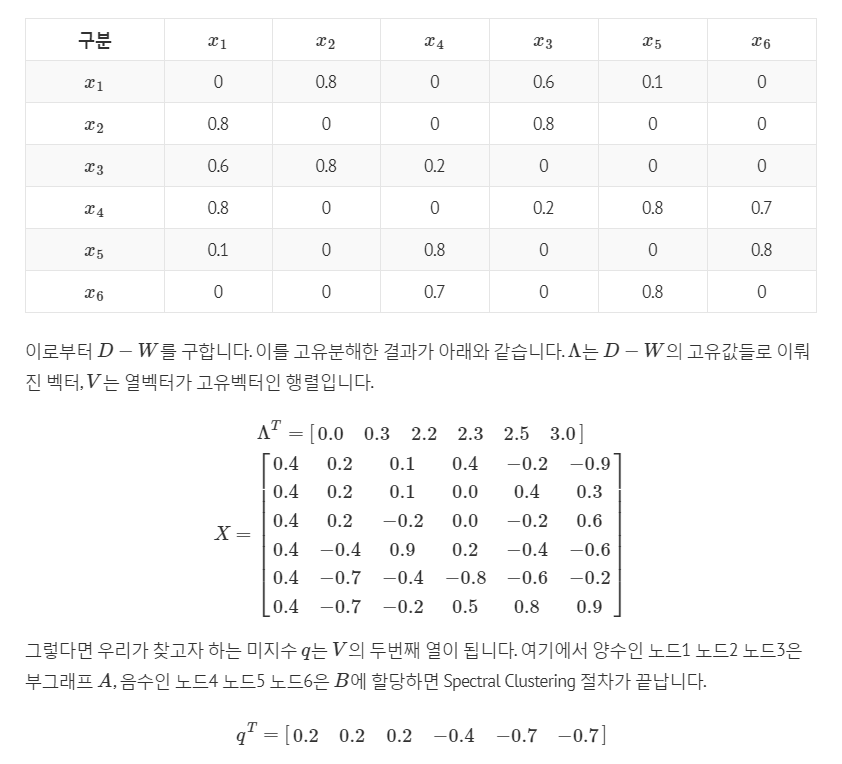 구분 x1 x2 x4 x3 x5 x6
x1 0 0.8 0 0.6 0.1 0
x2 0.8 0 0 0.8 0 0
x3 0.6 0.8 0.2 0 0 0
x4 0.8 0 0 0.2 0.8 0.7
x5 0.1 0 0.8 0 0 0.8
x6 0 0 0.7 0 0.8 0
이로부터 D − W를 구합니다. 이를 고유분해한 결과가 아래와 같습니다. Λ는 D − W의 고유값들로 이뤄
진 벡터, V는 열벡터가 고유벡터인 행렬입니다.
Λ^T = [0.0 0.3 2.2 2.3 2.5 3.0]
0.4 0.2 0.1 0.4 −0.2 −0.9
0.4 0.2 0.1 0.0 0.4 0.3
X = 0.4 0.2 −0.2 0.0 −0.2 0.6
0.4 −0.4 0.9 0.2 −0.4 −0.6
0.4 −0.7 −0.4 −0.8 −0.6 −0.2
0.4 −0.7 −0.2 0.5 0.8 0.9
그렇다면 우리가 찾고자 하는 미지수 q는 V의 두번째 열이 됩니다. 여기에서 양수인 노드1 노드2 노드3은
부그래프 A, 음수인 노드4 노드5 노드6은 B에 할당하면 Spectral Clustering 절차가 끝납니다.
q^T = [0.2 0.2 0.2 −0.4 −0.7 −0.7]